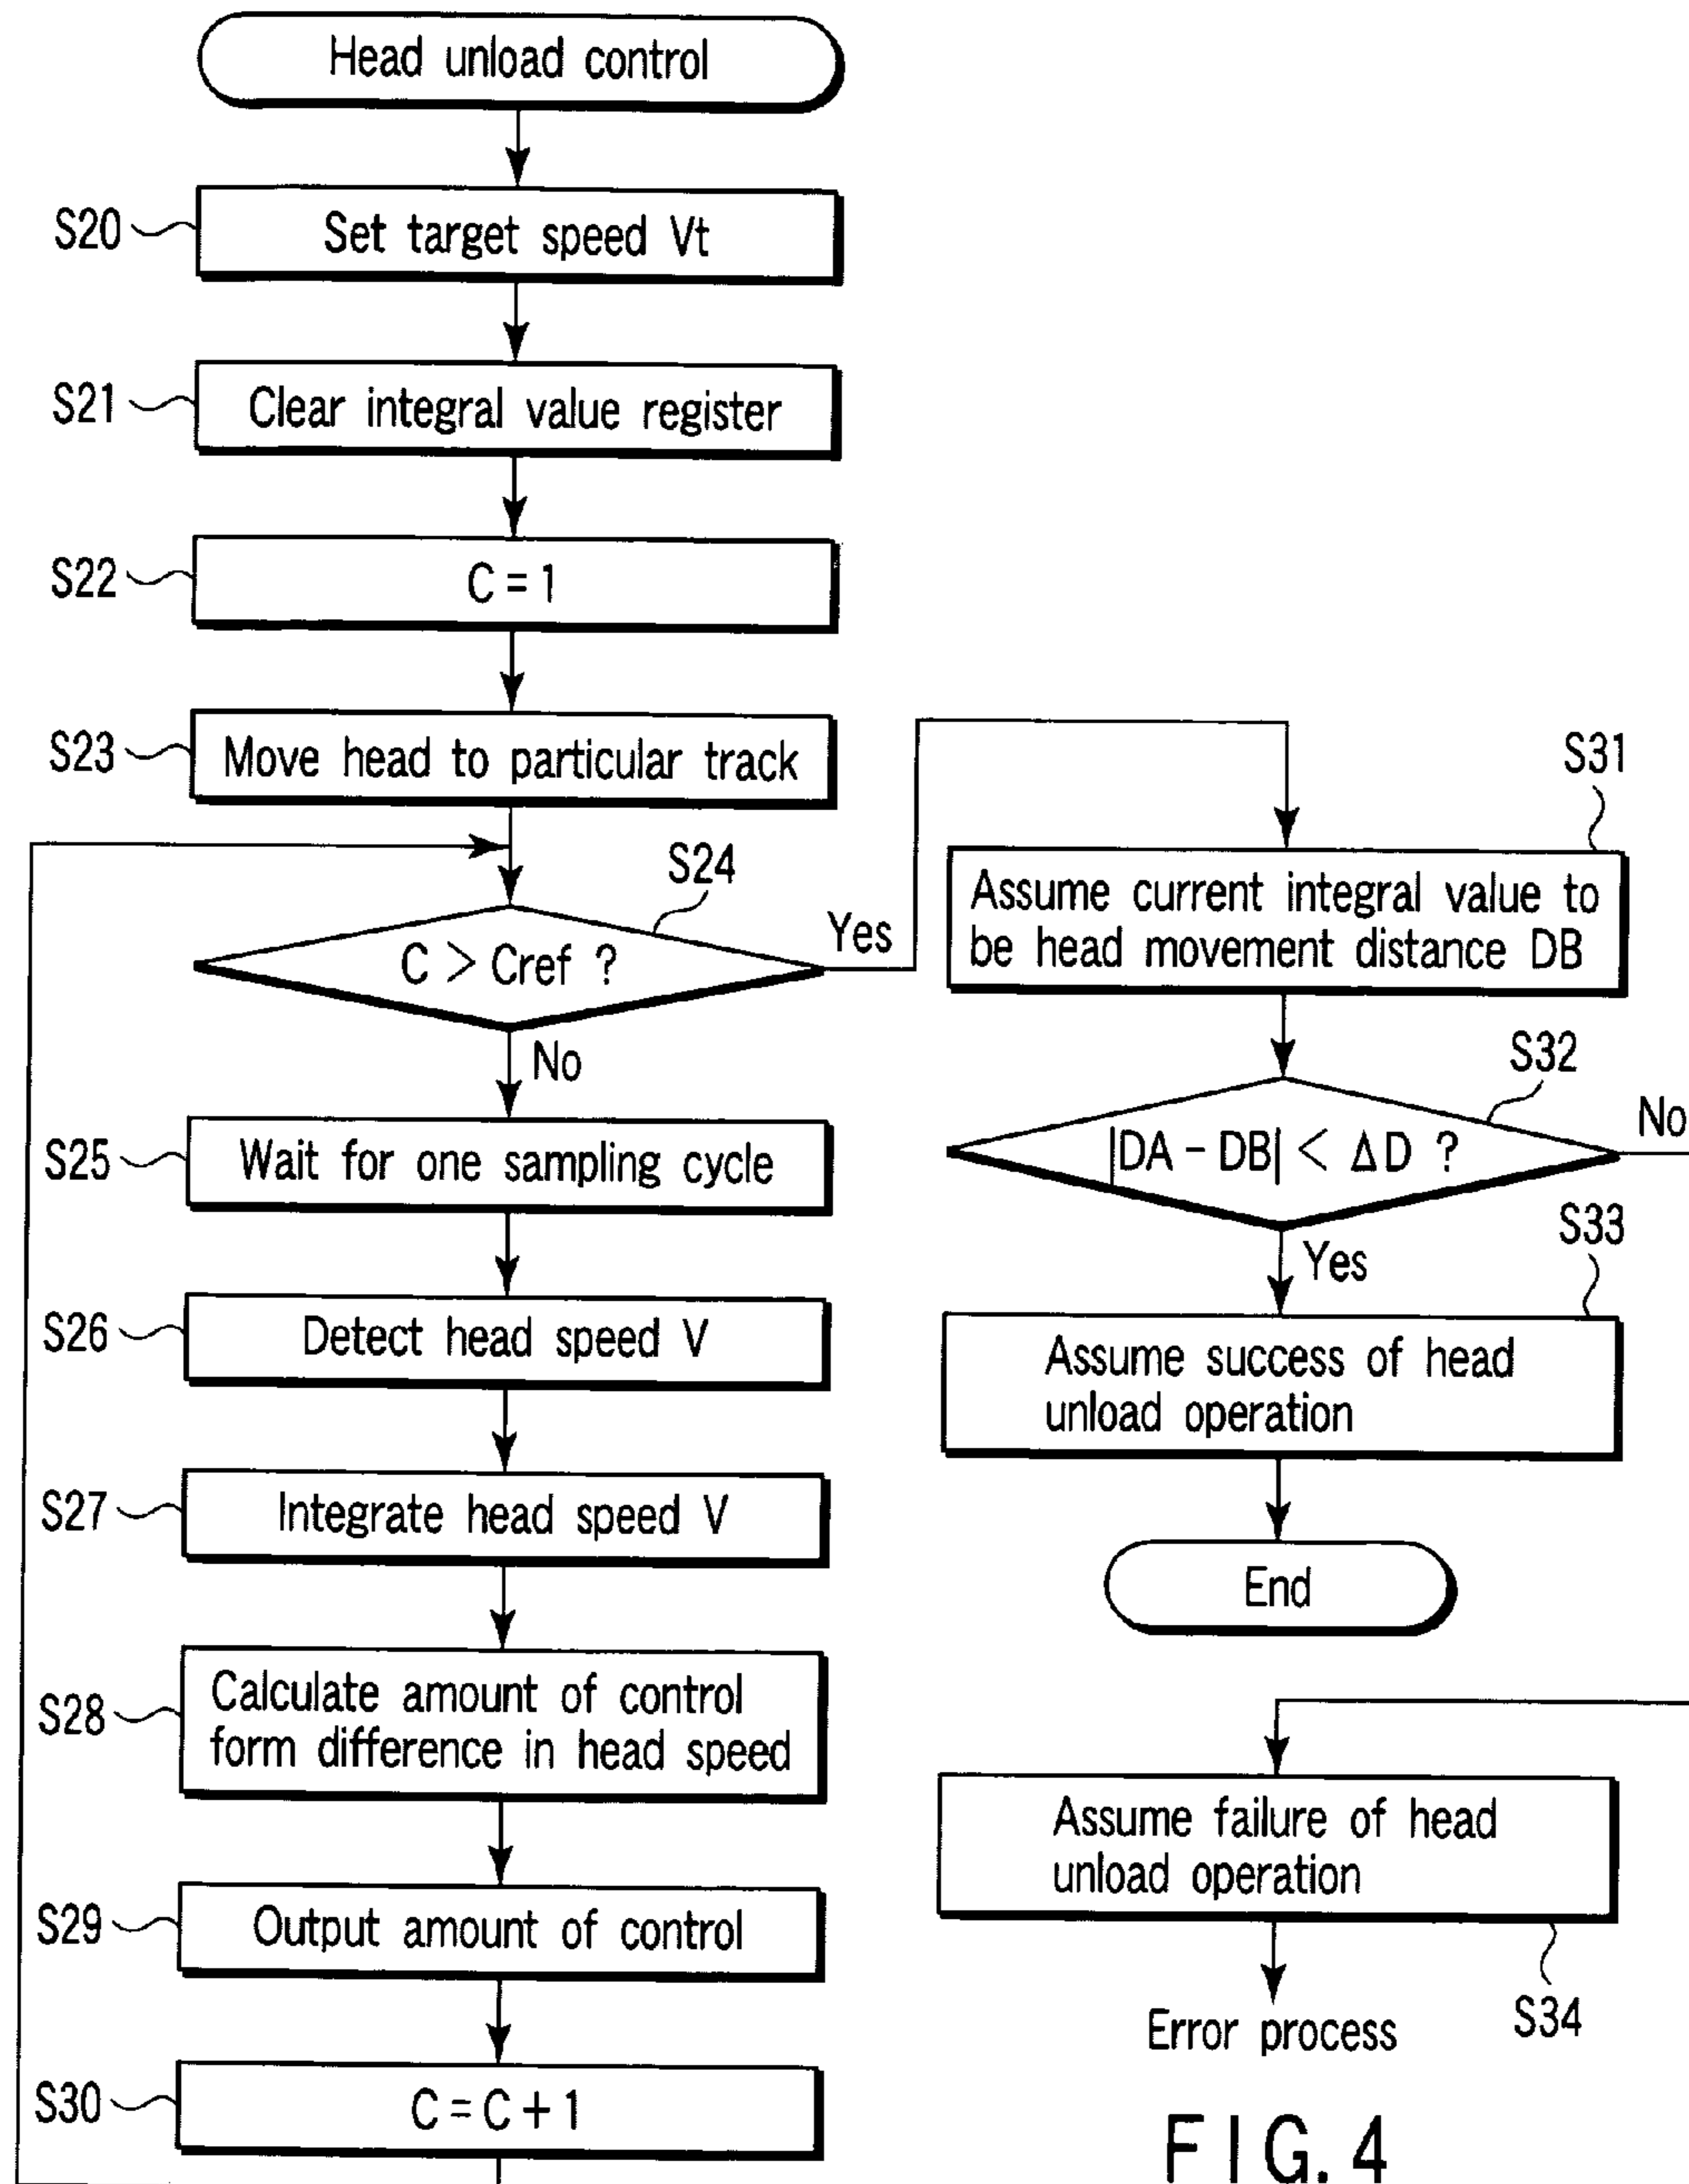 Head unload control
S20
Set target speed Vt
S21
Clear integral value register
S22
C = 1
S23
Move head to particular track
S24
C > Cref ?
Yes
No
S25
Wait for one sampling cycle
S26
Detect head speed V
S27
Integrate head speed V
S28
Calculate amount of control
form difference in head speed
S29
Output amount of control
S30
C = C + 1
S31
Assume current integral value to
be head movement distance DB
S32
|DA - DB| < ΔD ?
No
Yes
S33
Assume success of head
unload operation
End
Assume failure of head
unload operation
S34
Error process
FIG. 4